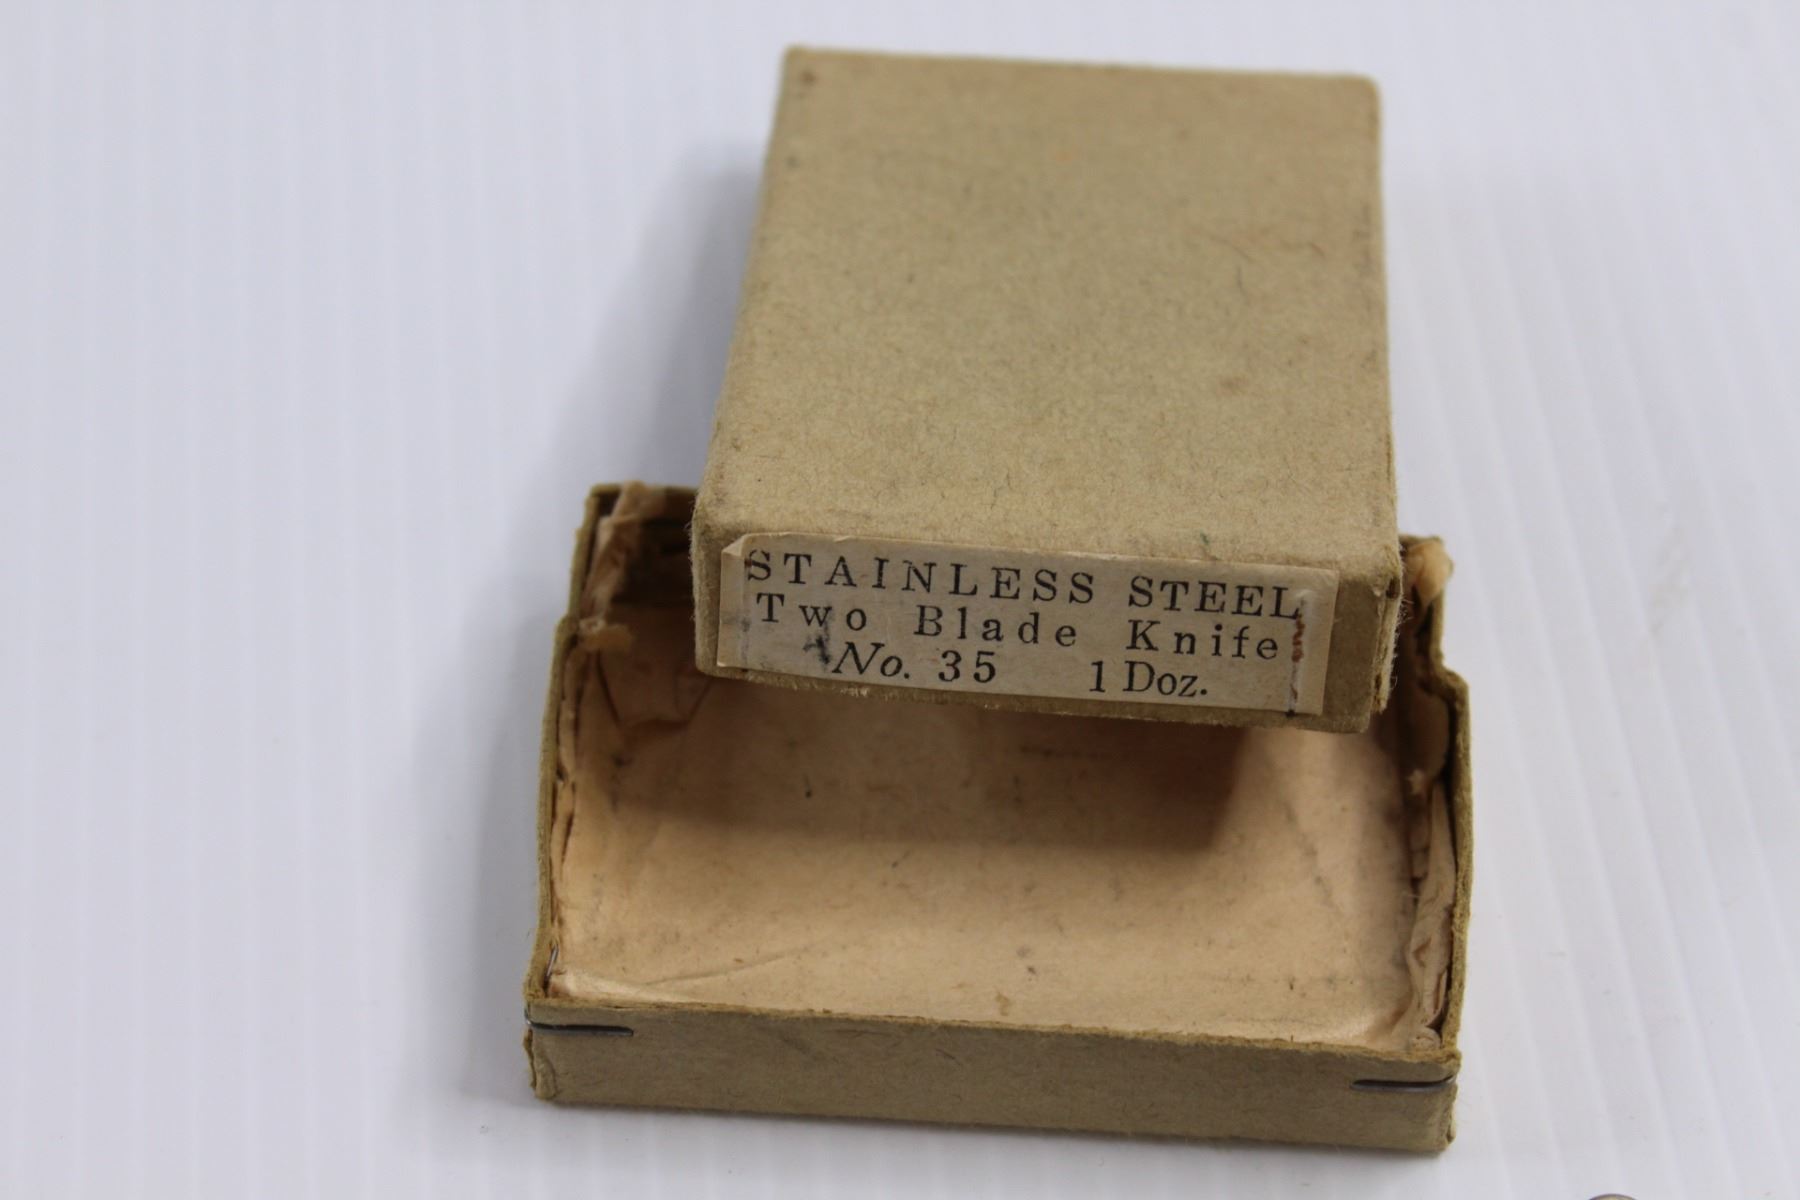 STAINLESS STEEL
Two Blade Knife
No. 35 1 Doz.